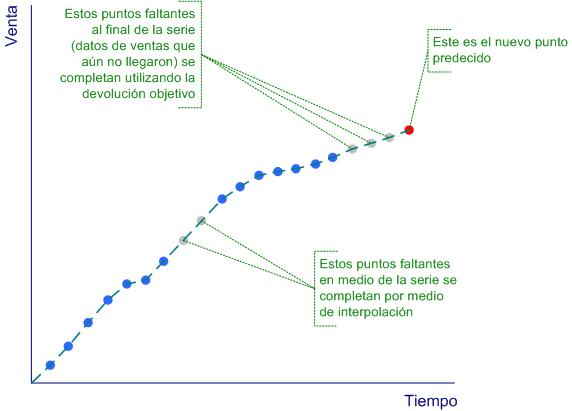 Venta
Estos puntos faltantes
al final de la serie
(datos de ventas que
aún no llegaron) se
completan utilizando la
devolución objetivo
Este es el nuevo punto
predecido
Estos puntos faltantes
en medio de la serie se
completan por medio
de interpolación
Tiempo